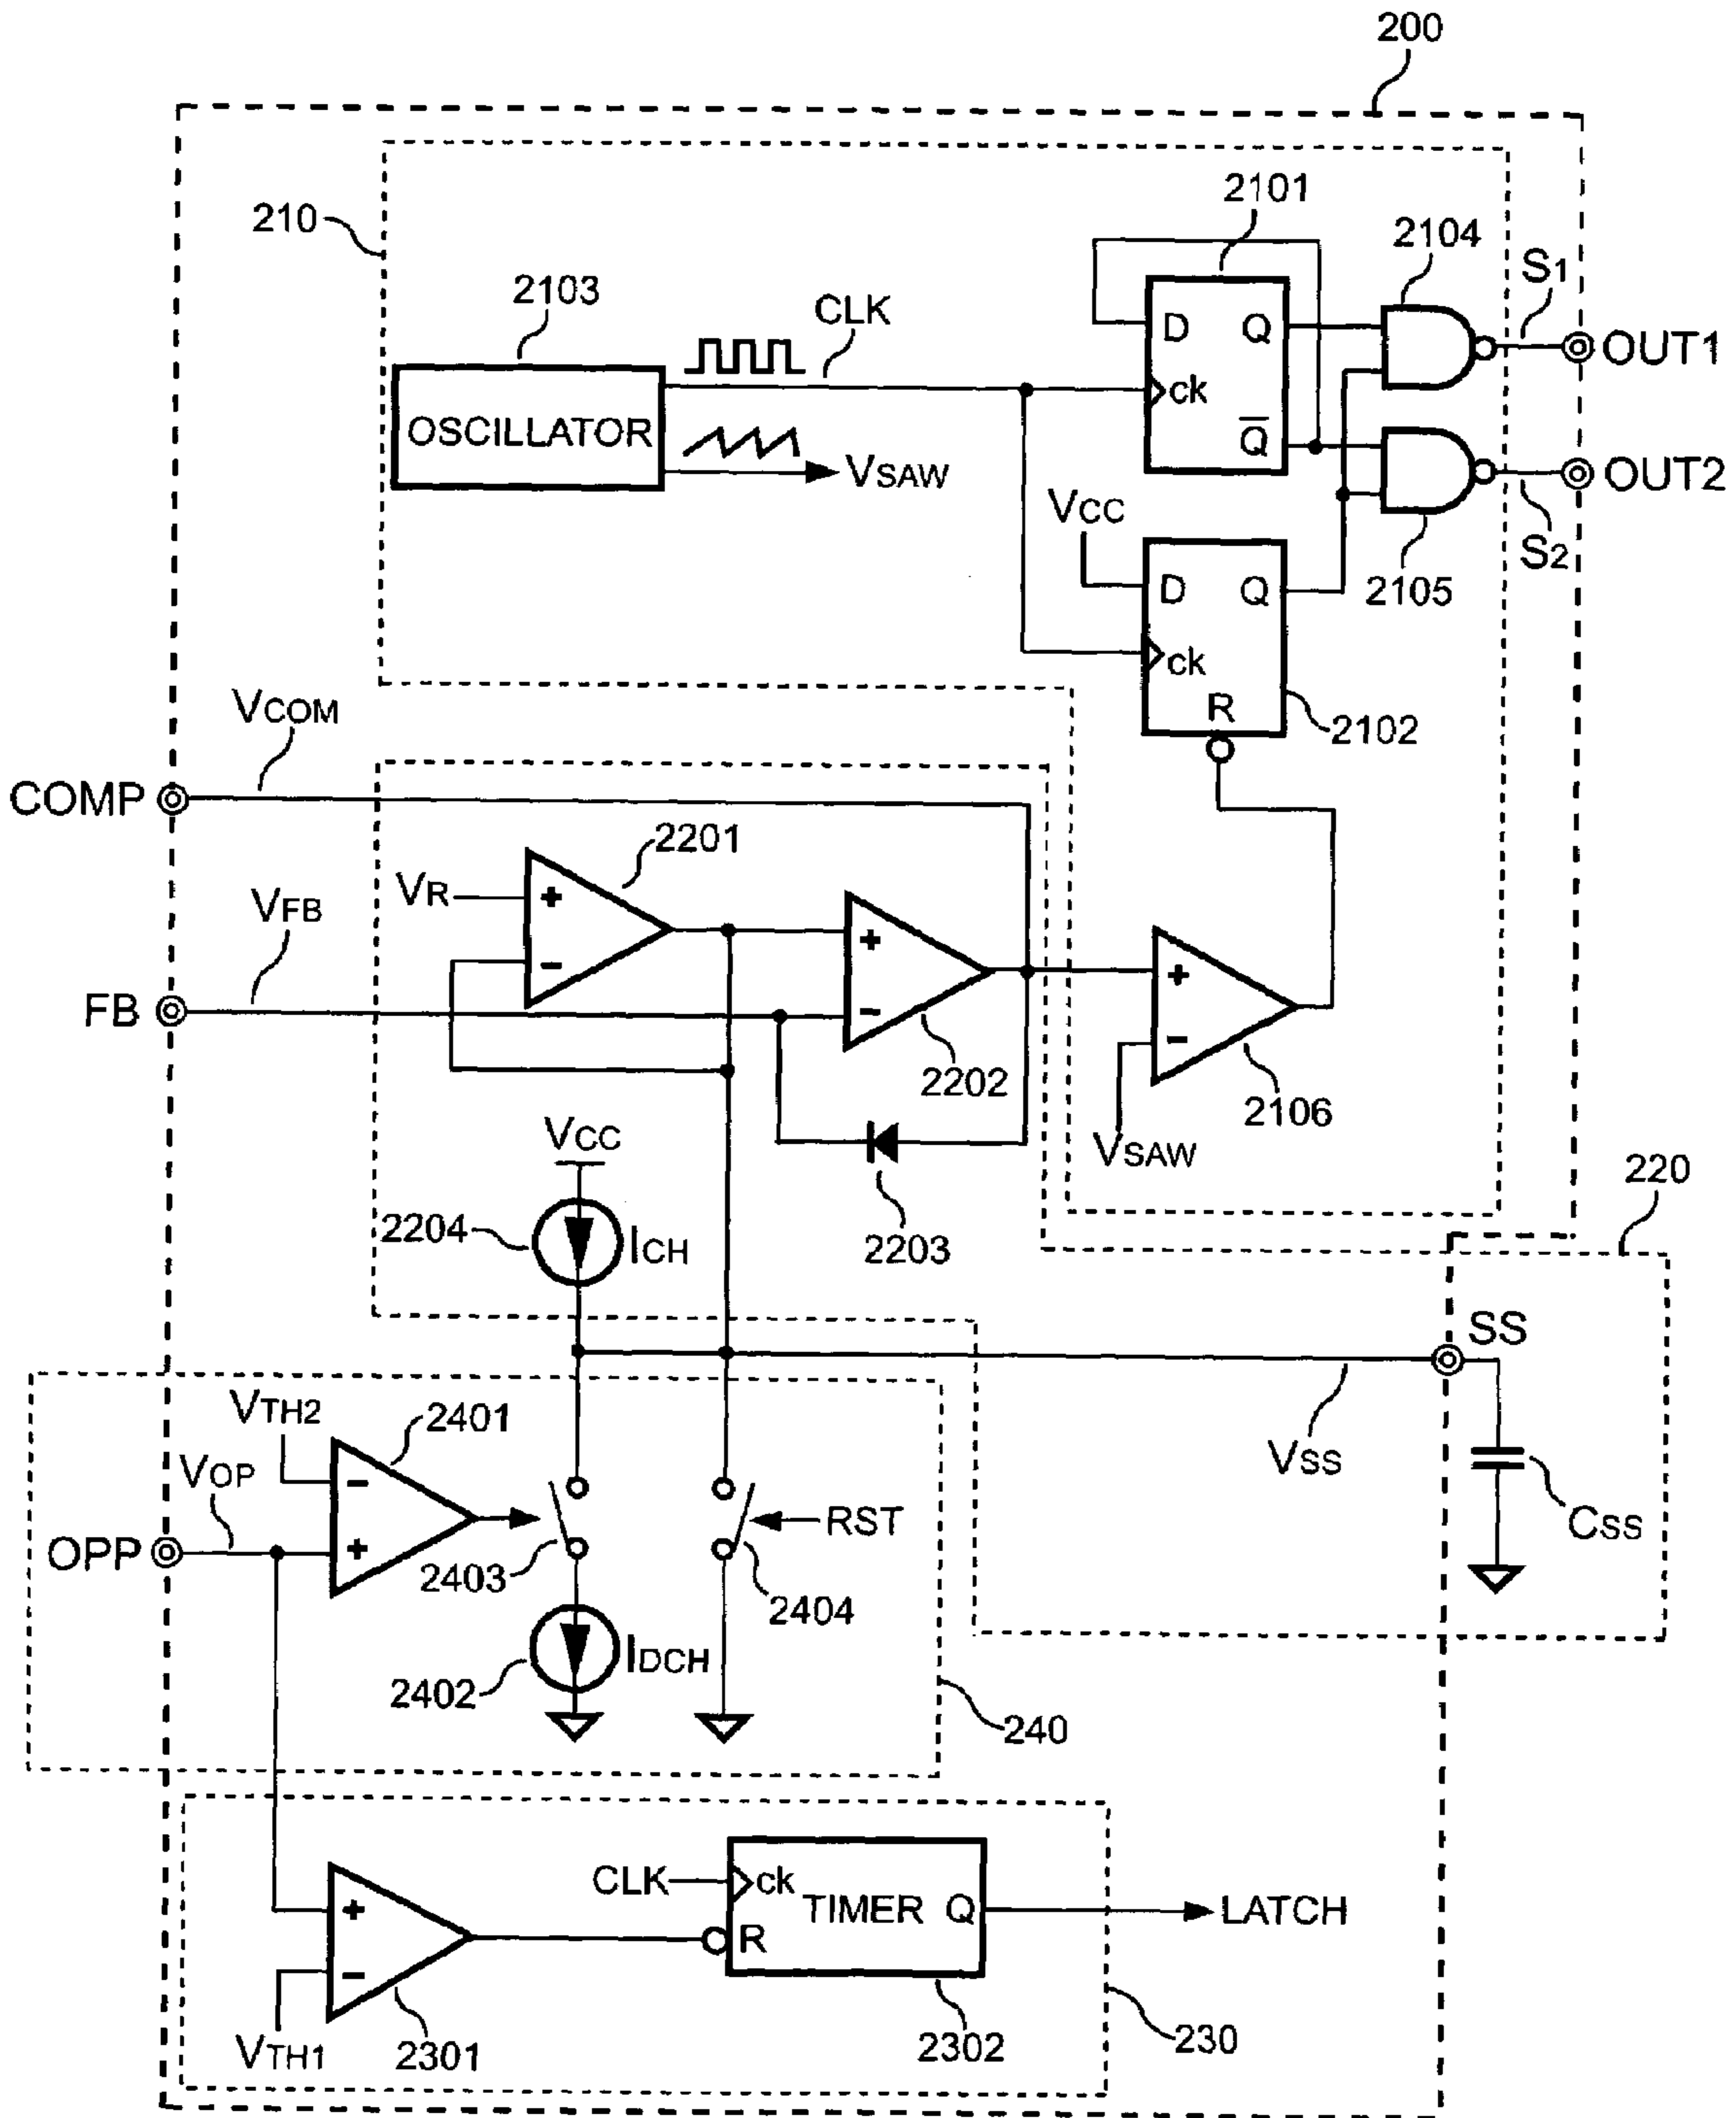 200
210
2101
2104
S1
2103
CLK
D
Q
OUT1
ck
OSCILLATOR
Q̅
VSAW
OUT2
VCC
S2
D
Q
2105
ck
R
2102
VCOM
COMP
2201
VR
+
-
VFB
+
-
FB
2202
+
-
2106
VCC
VSAW
220
2204
ICH
2203
SS
VTH2
2401
-
+
VOP
VSS
RST
CSS
OPP
2403
2404
IDCH
2402
240
CLK
ck
TIMER
Q
LATCH
R
+
-
VTH1
2301
2302
230